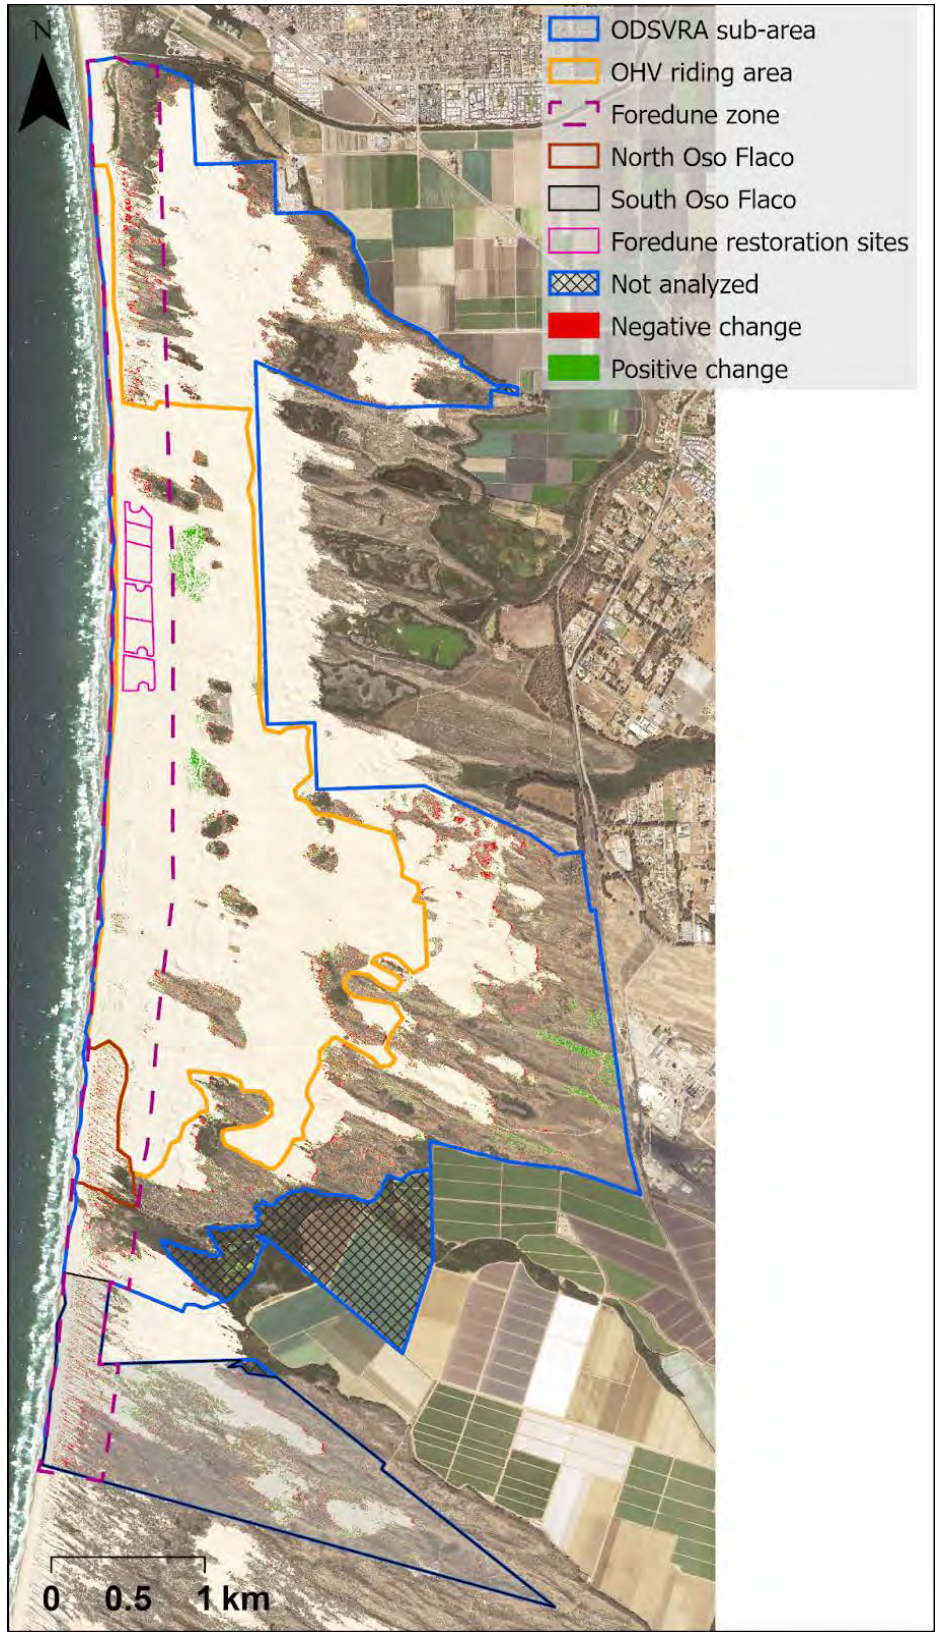 N
ODSVRA sub-area
OHV riding area
Foredune zone
North Oso Flaco
South Oso Flaco
Foredune restoration sites
Not analyzed
Negative change
Positive change
0 0.5 1 km